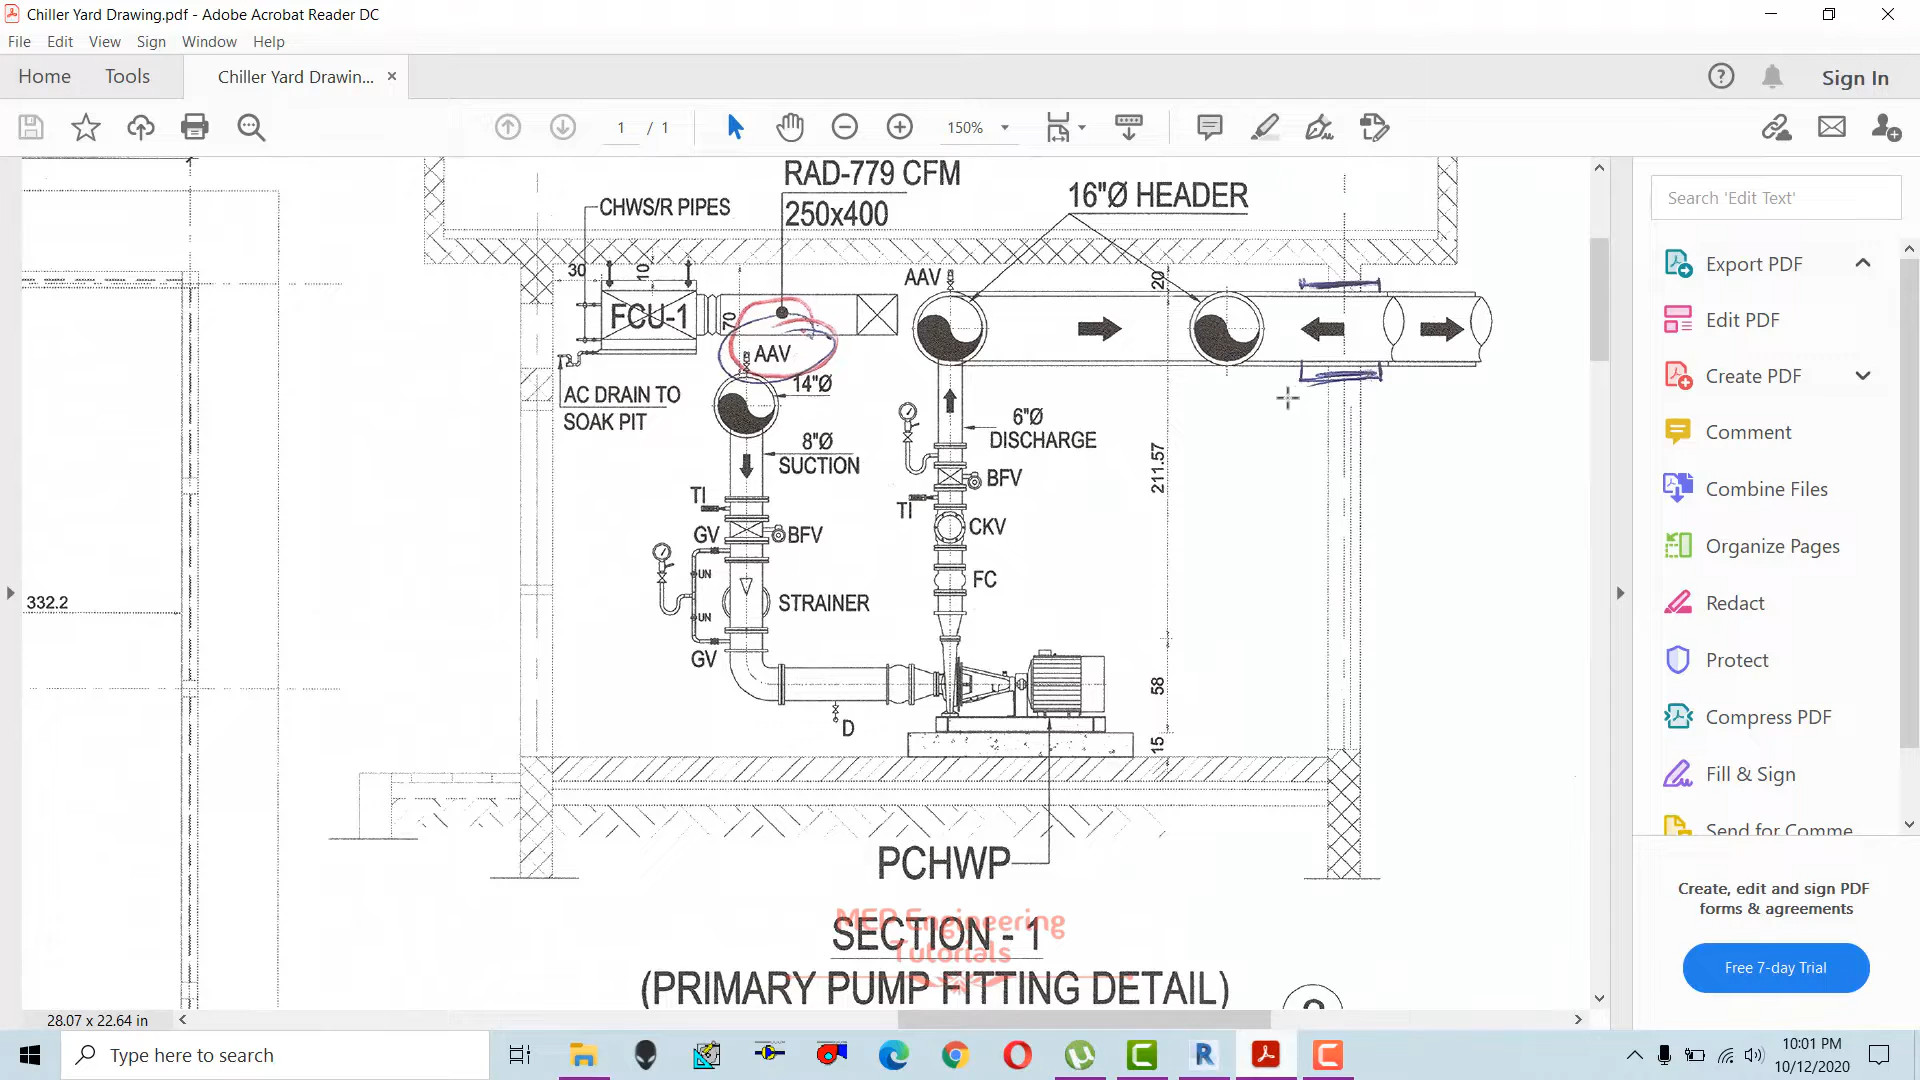 Chiller Yard Drawing.pdf - Adobe Acrobat Reader DC
File Edit View Sign Window Help
Home Tools Chiller Yard Drawin... × Sign In
1 / 1 150%
RAD-779 CFM
250x400
16"Ø HEADER
CHWS/R PIPES
30
10
20
AAV
FCU-1
70
AAV
14"Ø
AC DRAIN TO
SOAK PIT
8"Ø
SUCTION
6"Ø
DISCHARGE
211.57
TI
GV
BFV
BFV
TI
CKV
UN
FC
332.2
UN
STRAINER
GV
58
D
15
PCHWP
MEP Engineering
Tutorials
SECTION - 1
(PRIMARY PUMP FITTING DETAIL)
28.07 x 22.64 in
Search 'Edit Text'
Export PDF
Edit PDF
Create PDF
Comment
Combine Files
Organize Pages
Redact
Protect
Compress PDF
Fill & Sign
Send for Comme
Create, edit and sign PDF
forms & agreements
Free 7-day Trial
Type here to search
10:01 PM
10/12/2020